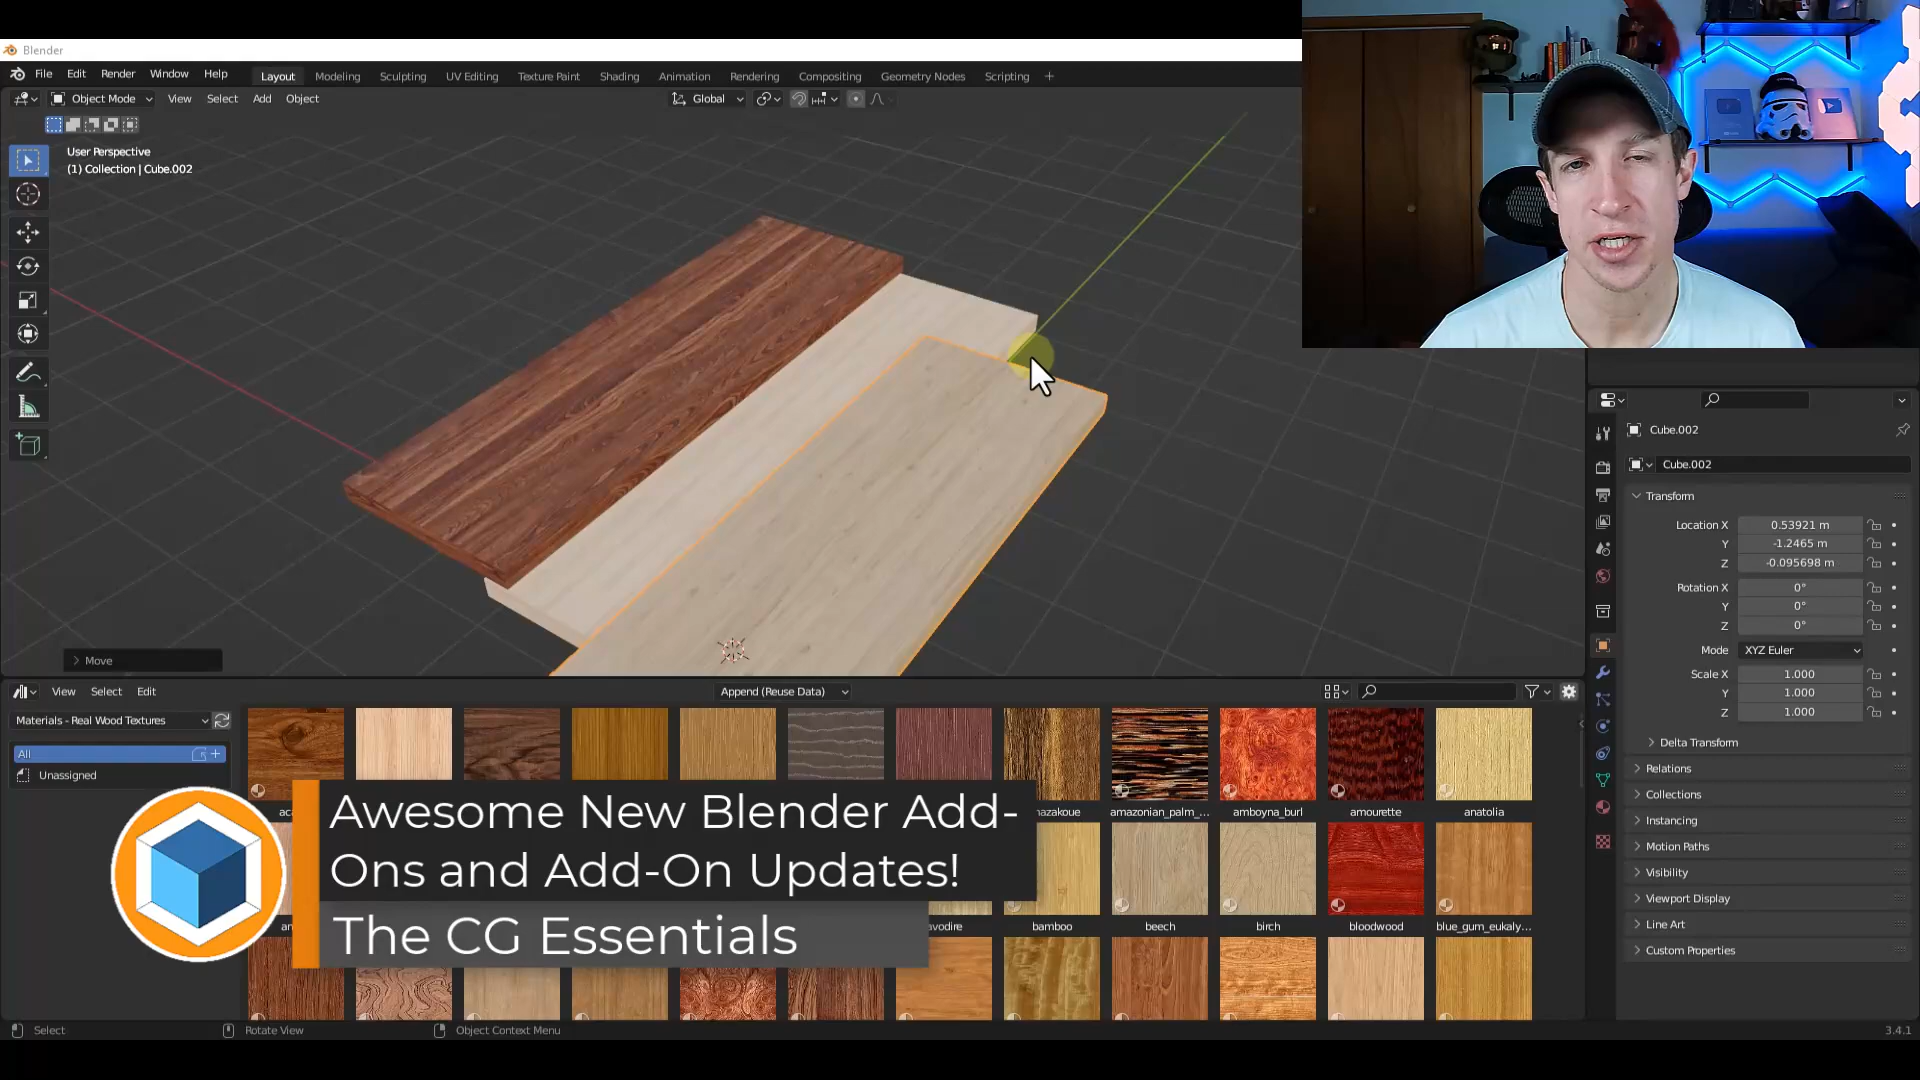 Blender
File Edit Render Window Help
Layout Modeling Sculpting UV Editing Texture Paint Shading Animation Rendering Compositing Geometry Nodes Scripting +
Object Mode View Select Add Object
Global
User Perspective
(1) Collection | Cube.002
Move
Cube.002
Cube.002
Transform
Location X 0.53921 m
Y -1.2465 m
Z -0.095698 m
Rotation X 0°
Y 0°
Z 0°
Mode XYZ Euler
Scale X 1.000
Y 1.000
Z 1.000
Delta Transform
Relations
Collections
Instancing
Motion Paths
Visibility
Viewport Display
Line Art
Custom Properties
View Select Edit
Append (Reuse Data)
Materials - Real Wood Textures
All
Unassigned
amazonian_palm_... amboyna_burl amourette anatolia
bamboo beech birch bloodwood blue_gum_eukaly...
Awesome New Blender Add-
Ons and Add-On Updates!
The CG Essentials
Select Rotate View Object Context Menu
3.4.1